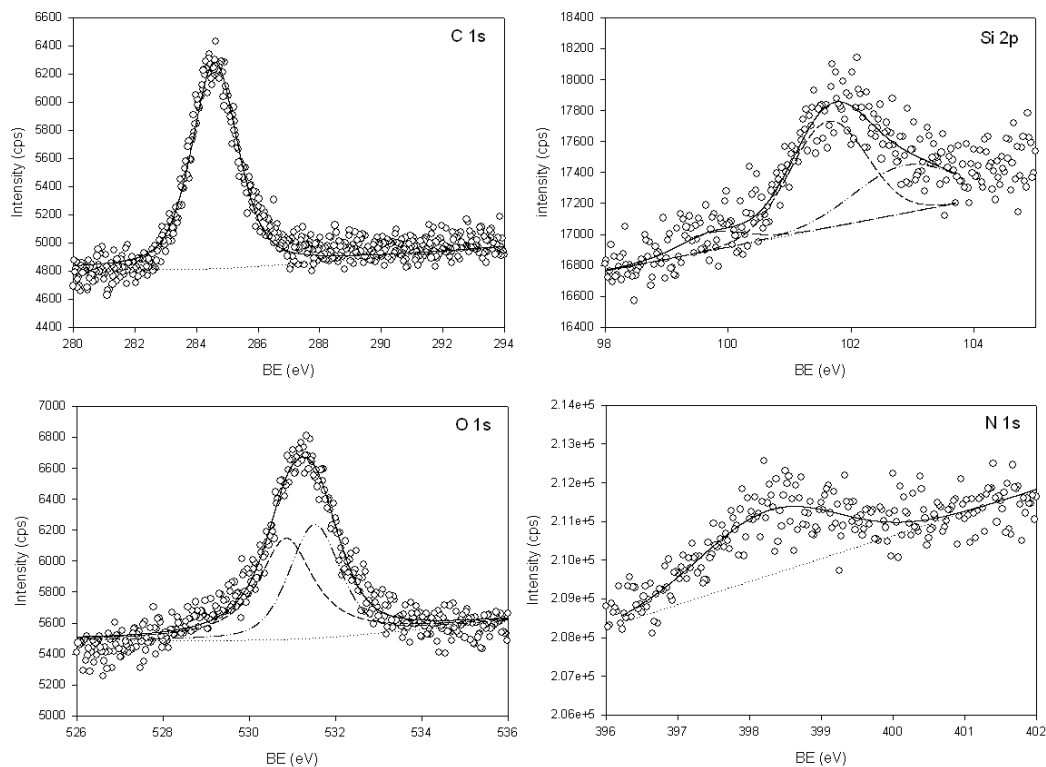 C 1s
Intensity (cps)
6600
6400
6200
6000
5800
5600
5400
5200
5000
4800
4600
4400
280 282 284 286 288 290 292 294
BE (eV)
Si 2p
intensity (cps)
18400
18200
18000
17800
17600
17400
17200
17000
16800
16600
16400
98 100 102 104
BE (eV)
O 1s
Intensity (cps)
7000
6800
6600
6400
6200
6000
5800
5600
5400
5200
5000
526 528 530 532 534 536
BE (eV)
N 1s
Intensity (cps)
2.14e+5
2.13e+5
2.12e+5
2.11e+5
2.10e+5
2.09e+5
2.08e+5
2.07e+5
2.06e+5
396 397 398 399 400 401 402
BE (eV)